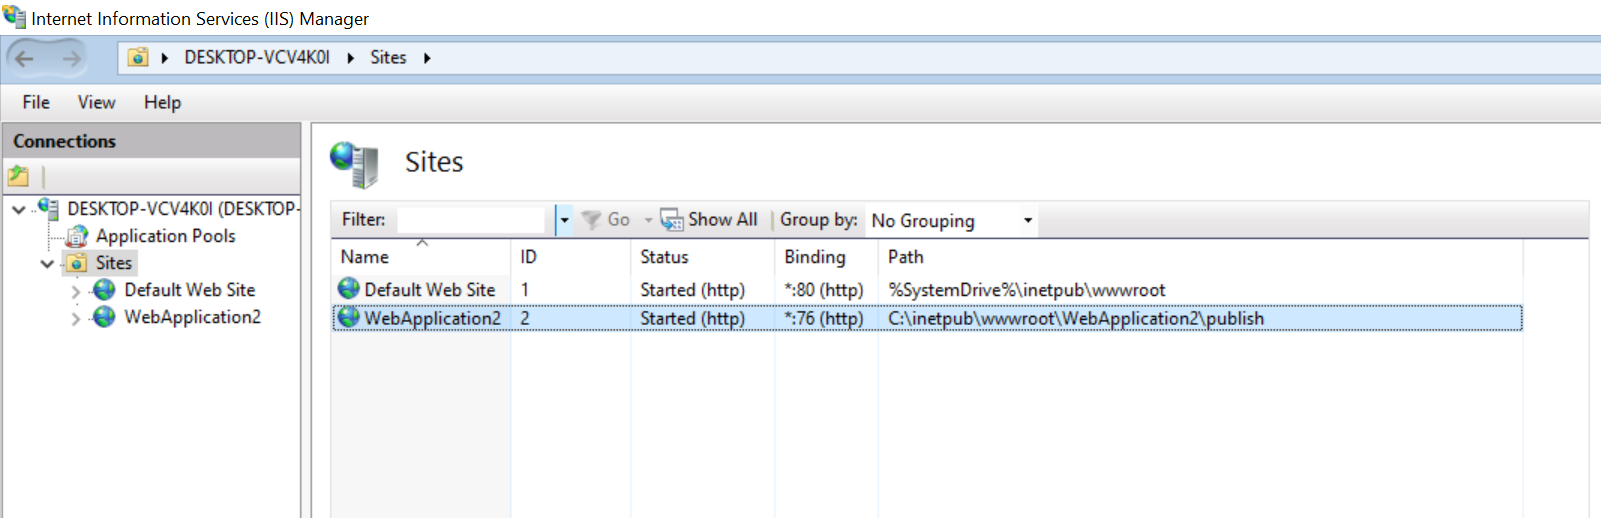 Internet Information Services (IIS) Manager
DESKTOP-VCV4K0I Sites
File View Help
Connections
DESKTOP-VCV4K0I (DESKTOP-
Application Pools
Sites
Default Web Site
WebApplication2
Sites
Filter: Go Show All Group by: No Grouping
Name ID Status Binding Path
Default Web Site 1 Started (http) *:80 (http) %SystemDrive%\inetpub\wwwroot
WebApplication2 2 Started (http) *:76 (http) C:\inetpub\wwwroot\WebApplication2\publish